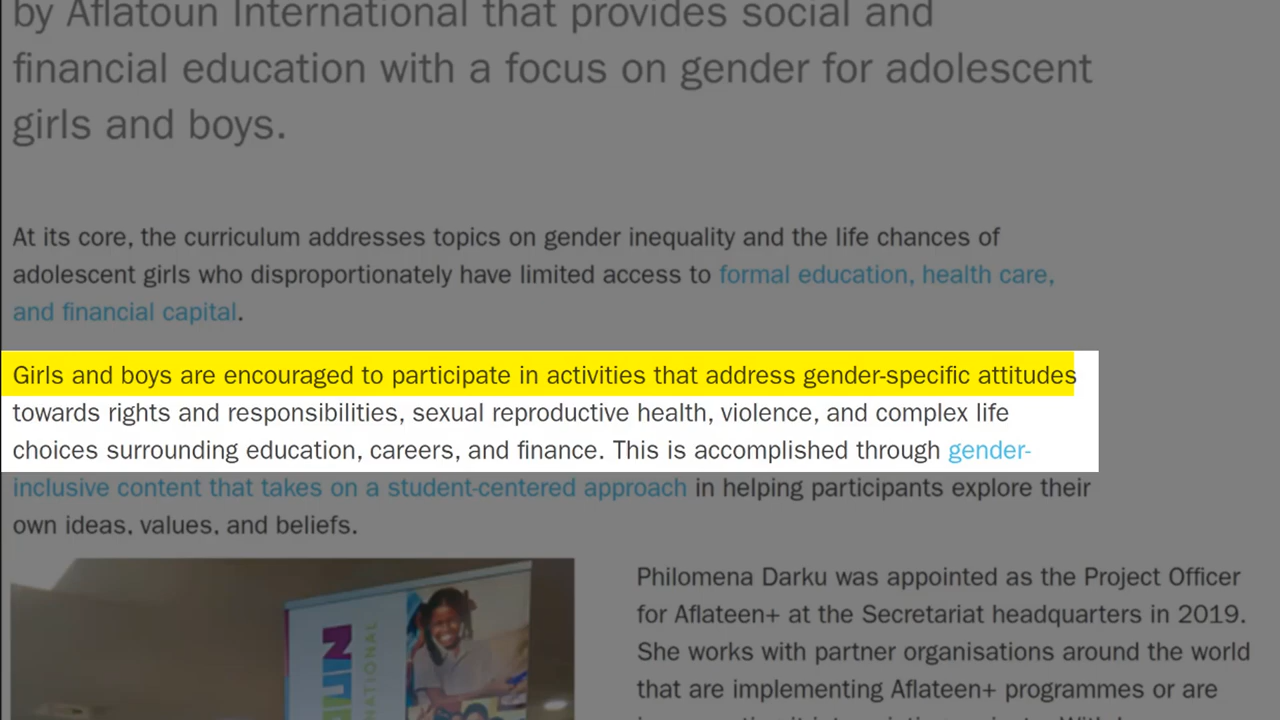 by Aflatoun International that provides social and
financial education with a focus on gender for adolescent
girls and boys.
At its core, the curriculum addresses topics on gender inequality and the life chances of
adolescent girls who disproportionately have limited access to formal education, health care,
and financial capital.
Girls and boys are encouraged to participate in activities that address gender-specific attitudes
towards rights and responsibilities, sexual reproductive health, violence, and complex life
choices surrounding education, careers, and finance. This is accomplished through gender-
inclusive content that takes on a student-centered approach in helping participants explore their
own ideas, values, and beliefs.
Philomena Darku was appointed as the Project Officer
for Aflateen+ at the Secretariat headquarters in 2019.
She works with partner organisations around the world
that are implementing Aflateen+ programmes or are